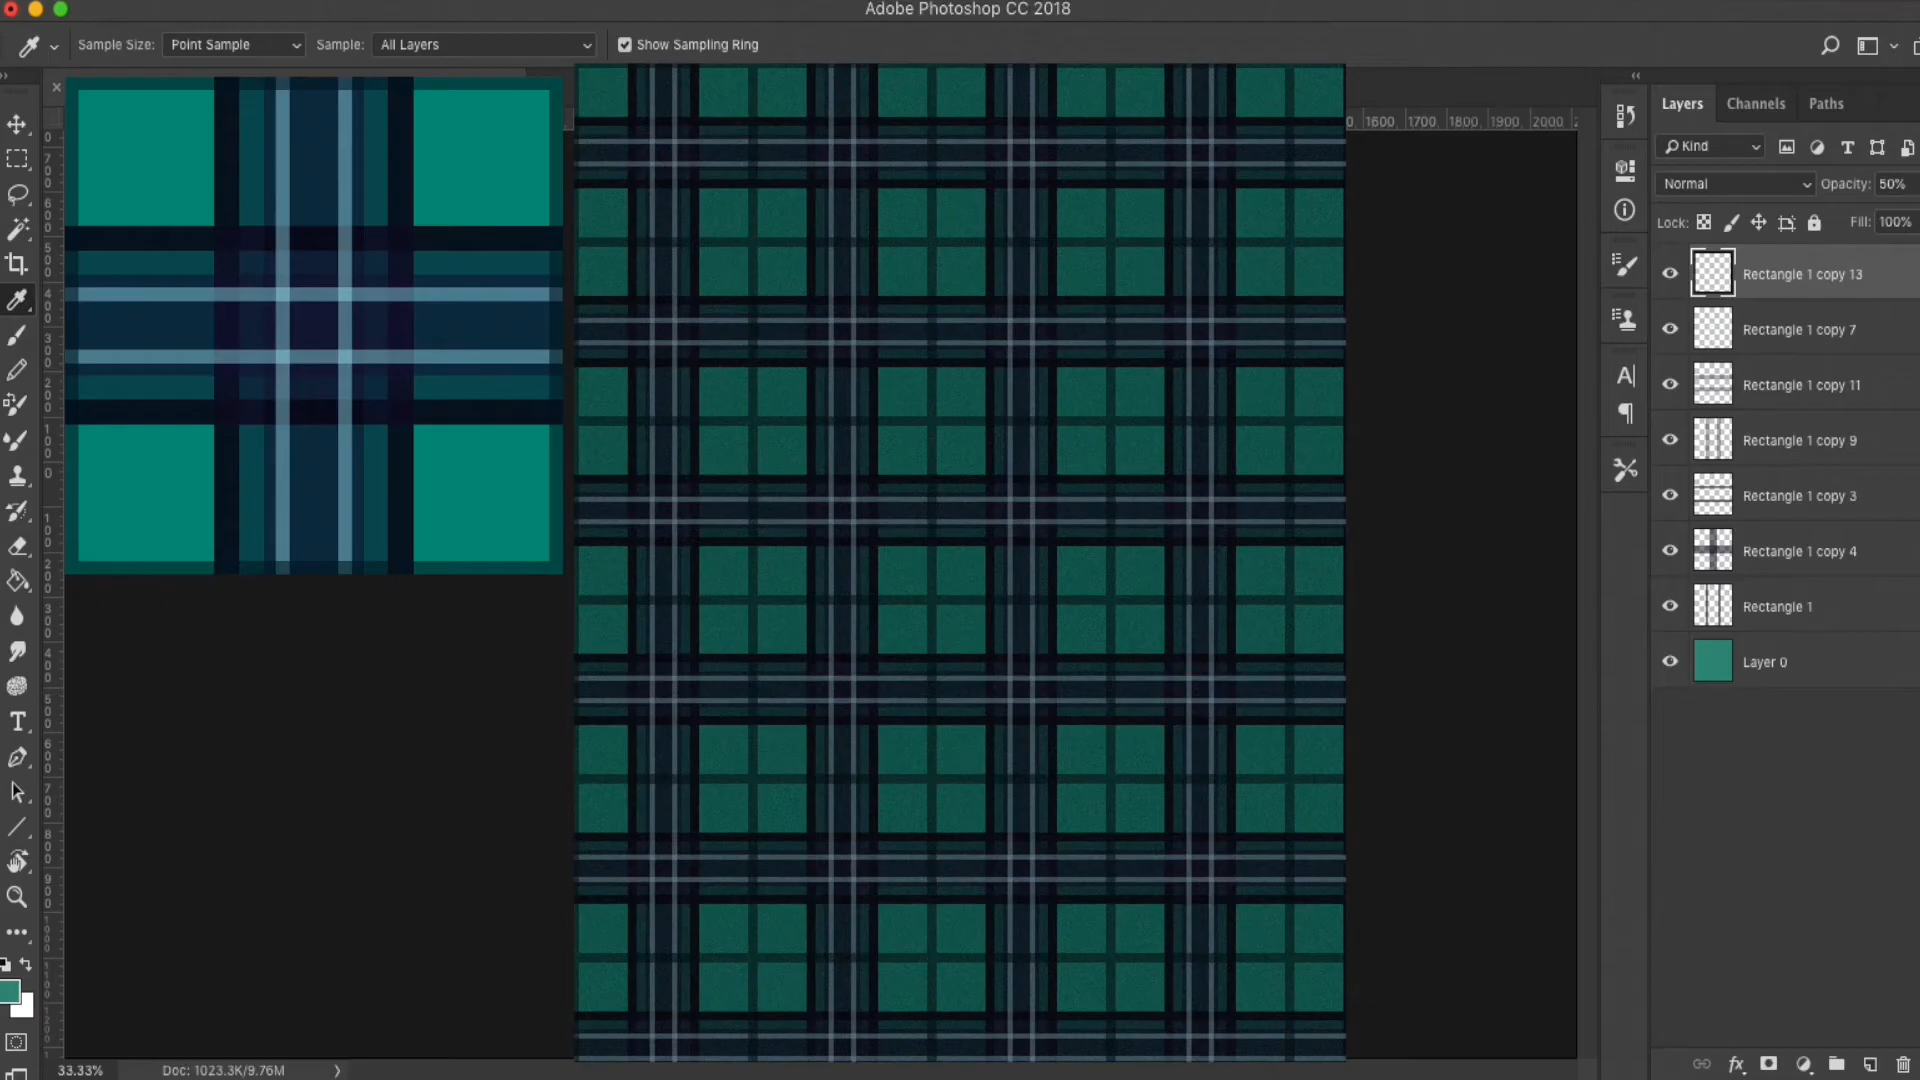 Adobe Photoshop CC 2018
Sample Size: Point Sample Sample: All Layers Show Sampling Ring
Layers Channels Paths
1600 1700 1800 1900 2000
Kind
Normal Opacity: 50%
Lock: Fill: 100%
Rectangle 1 copy 13
Rectangle 1 copy 7
Rectangle 1 copy 11
Rectangle 1 copy 9
Rectangle 1 copy 3
Rectangle 1 copy 4
Rectangle 1
Layer 0
33.33% Doc: 1023.3K/9.76M